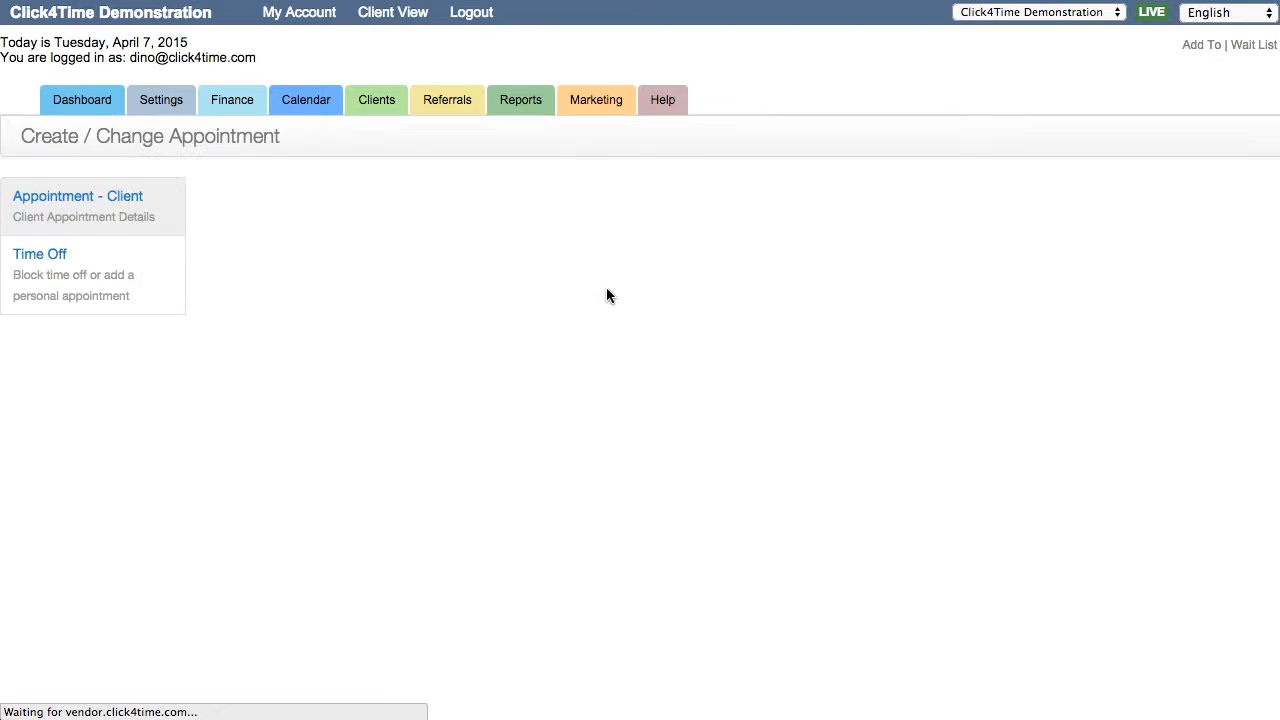 Click4Time Demonstration My Account Client View Logout Click4Time Demonstration LIVE English
Today is Tuesday, April 7, 2015
You are logged in as: dino@click4time.com
Add To | Wait List
Dashboard Settings Finance Calendar Clients Referrals Reports Marketing Help
Create / Change Appointment
Appointment - Client
Client Appointment Details
Time Off
Block time off or add a
personal appointment
Waiting for vendor.click4time.com...